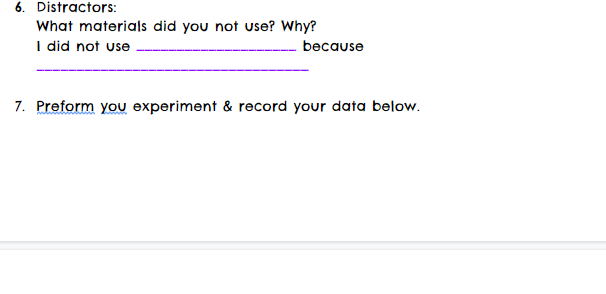 6. Distractors:
What materials did you not use? Why?
I did not use ____________________ because
__________________________________
7. Preform you experiment & record your data below.